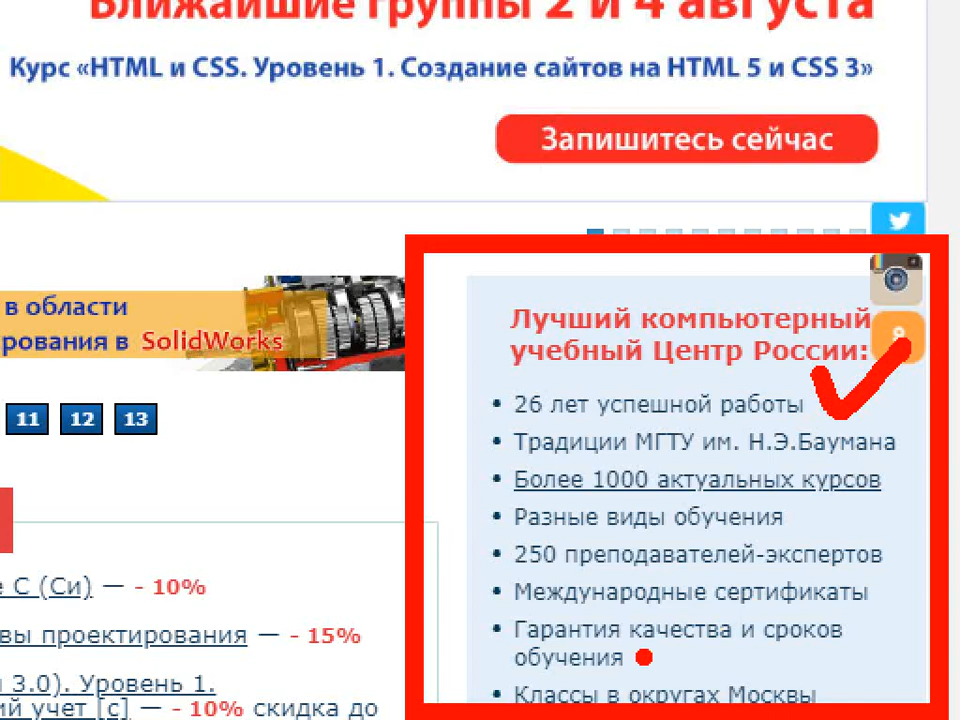 Ближайшие группы 2 и 4 августа
Курс «HTML и CSS. Уровень 1. Создание сайтов на HTML 5 и CSS 3»
Запишитесь сейчас
в области
рования в SolidWorks
11 12 13
е C (Си) — - 10%
вы проектирования — - 15%
3.0). Уровень 1.
ий учет [с] — - 10% скидка до
Лучший компьютерный
учебный Центр России:
• 26 лет успешной работы
• Традиции МГТУ им. Н.Э.Баумана
• Более 1000 актуальных курсов
• Разные виды обучения
• 250 преподавателей-экспертов
• Международные сертификаты
• Гарантия качества и сроков
обучения
• Классы в округах Москвы